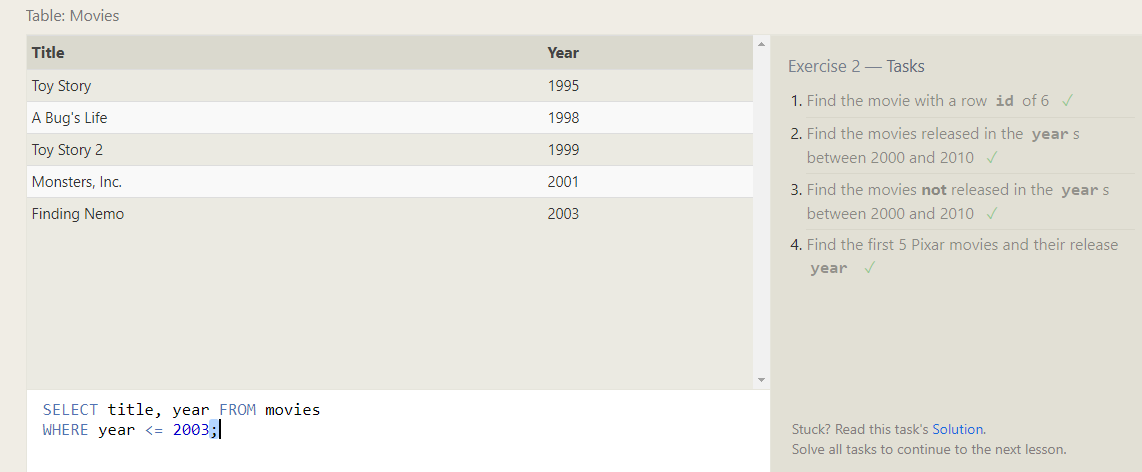 Table: Movies
Title Year
Toy Story 1995
A Bug's Life 1998
Toy Story 2 1999
Monsters, Inc. 2001
Finding Nemo 2003
SELECT title, year FROM movies
WHERE year <= 2003;
Exercise 2 — Tasks
1. Find the movie with a row id of 6 ✓
2. Find the movies released in the year s
between 2000 and 2010 ✓
3. Find the movies not released in the year s
between 2000 and 2010 ✓
4. Find the first 5 Pixar movies and their release
year ✓
Stuck? Read this task's Solution.
Solve all tasks to continue to the next lesson.